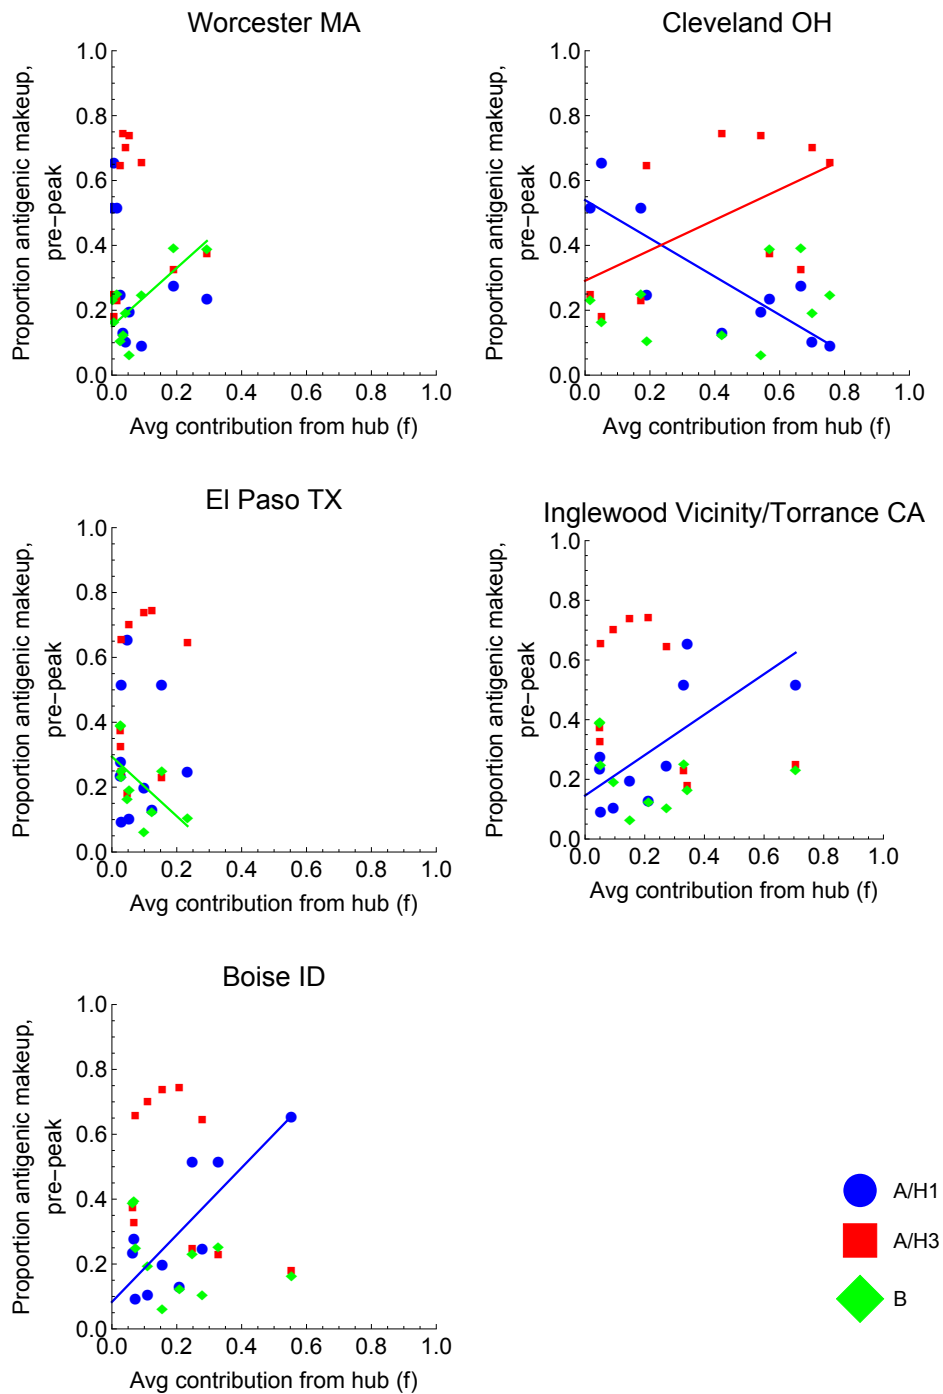 Worcester MA
Proportion antigenic makeup,
pre-peak
1.0
0.8
0.6
0.4
0.2
0.0
0.0 0.2 0.4 0.6 0.8 1.0
Avg contribution from hub (f)
Cleveland OH
Proportion antigenic makeup,
pre-peak
1.0
0.8
0.6
0.4
0.2
0.0
0.0 0.2 0.4 0.6 0.8 1.0
Avg contribution from hub (f)
El Paso TX
Proportion antigenic makeup,
pre-peak
1.0
0.8
0.6
0.4
0.2
0.0
0.0 0.2 0.4 0.6 0.8 1.0
Avg contribution from hub (f)
Inglewood Vicinity/Torrance CA
Proportion antigenic makeup,
pre-peak
1.0
0.8
0.6
0.4
0.2
0.0
0.0 0.2 0.4 0.6 0.8 1.0
Avg contribution from hub (f)
Boise ID
Proportion antigenic makeup,
pre-peak
1.0
0.8
0.6
0.4
0.2
0.0
0.0 0.2 0.4 0.6 0.8 1.0
Avg contribution from hub (f)
A/H1
A/H3
B